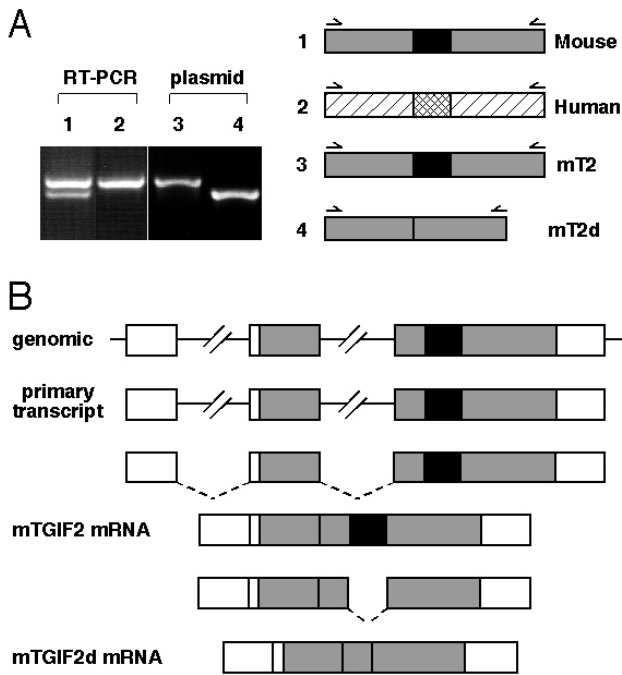 A
RT-PCR plasmid
1 2 3 4
1 Mouse
2 Human
3 mT2
4 mT2d
B
genomic
primary
transcript
mTGIF2 mRNA
mTGIF2d mRNA